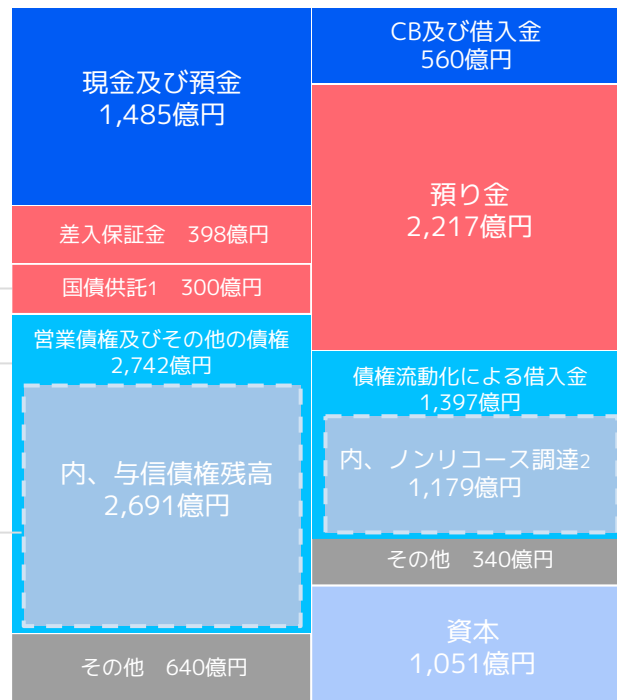 現金及び預金
1,485億円
差入保証金　398億円
国債供託1　300億円
営業債権及びその他の債権
2,742億円
内、与信債権残高
2,691億円
その他　640億円
CB及び借入金
560億円
預り金
2,217億円
債権流動化による借入金
1,397億円
内、ノンリコース調達2
1,179億円
その他　340億円
資本
1,051億円